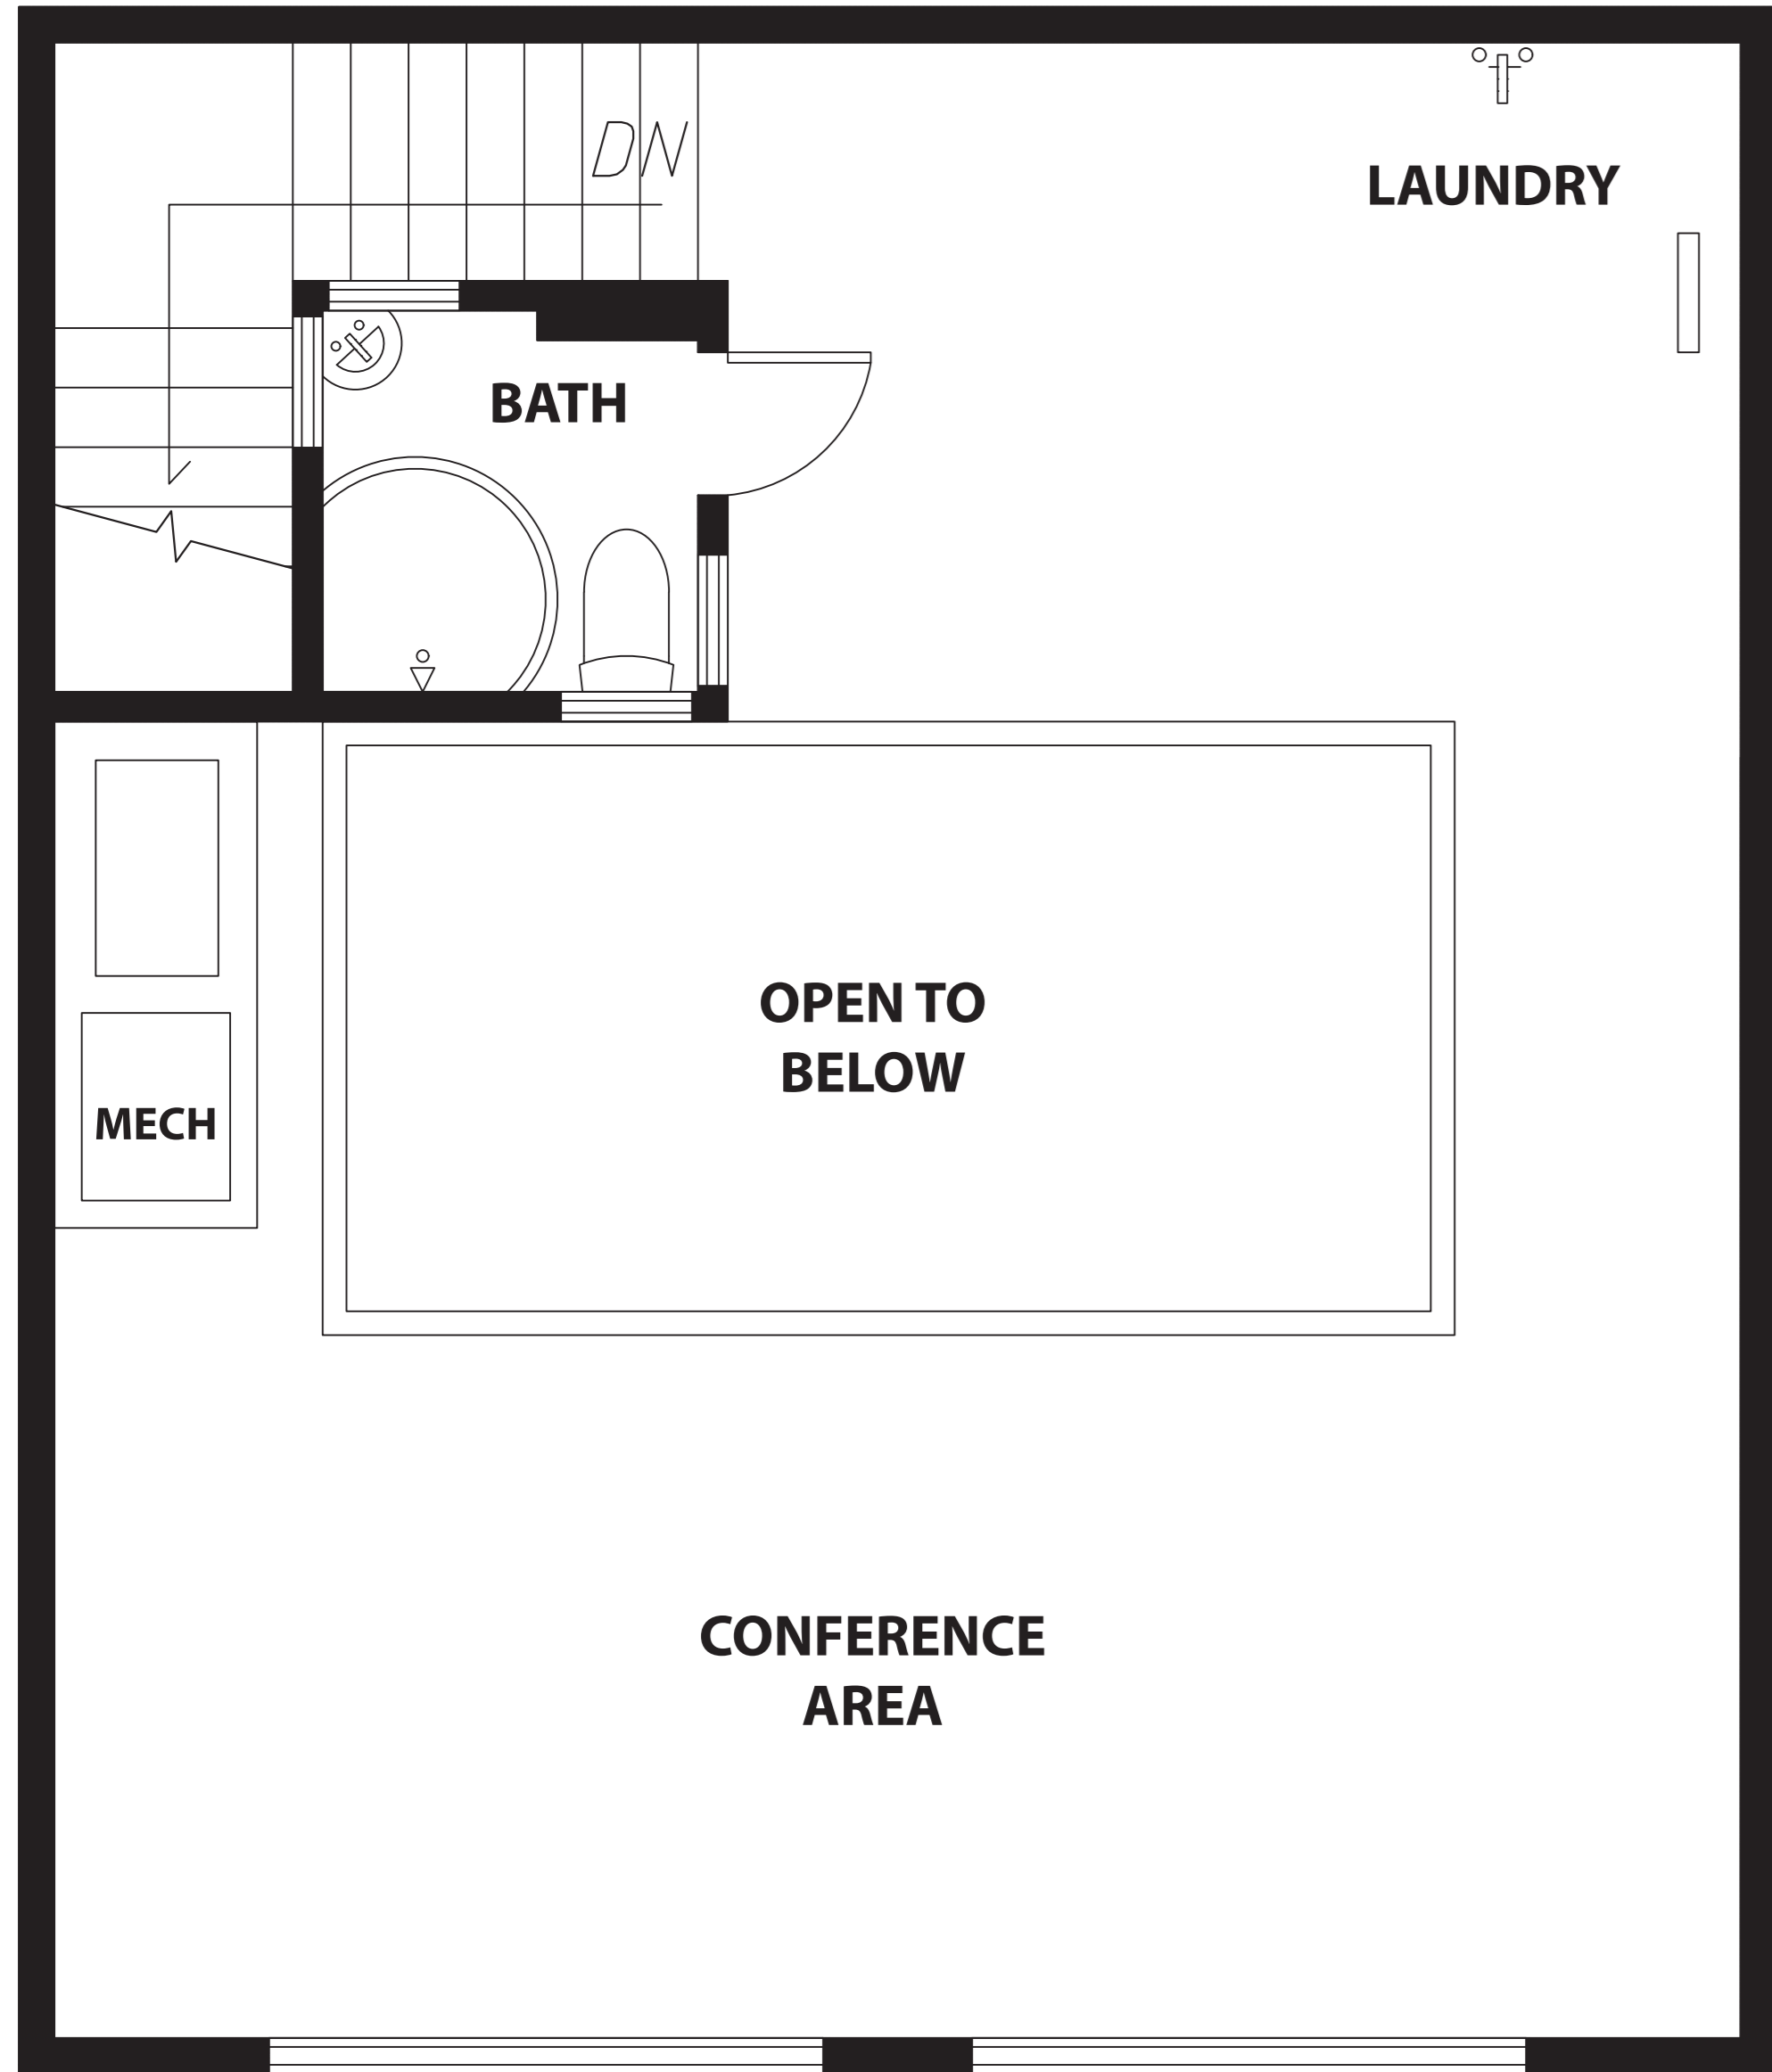 DN
LAUNDRY
BATH
OPEN TO
BELOW
MECH
CONFERENCE
AREA